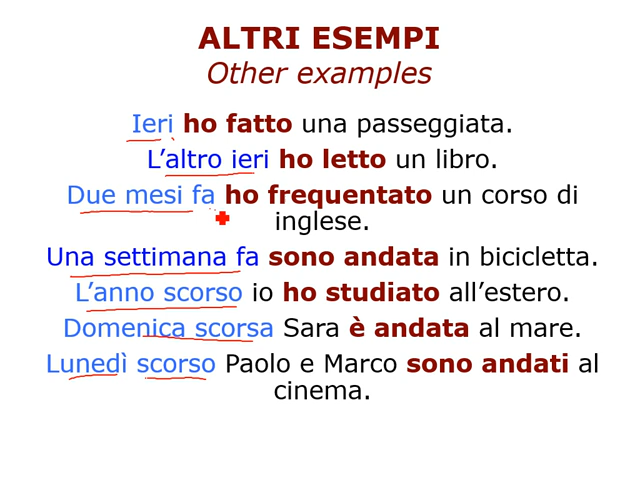 ALTRI ESEMPI
Other examples
Ieri ho fatto una passeggiata.
L'altro ieri ho letto un libro.
Due mesi fa ho frequentato un corso di
inglese.
Una settimana fa sono andata in bicicletta.
L'anno scorso io ho studiato all'estero.
Domenica scorsa Sara è andata al mare.
Lunedì scorso Paolo e Marco sono andati al
cinema.